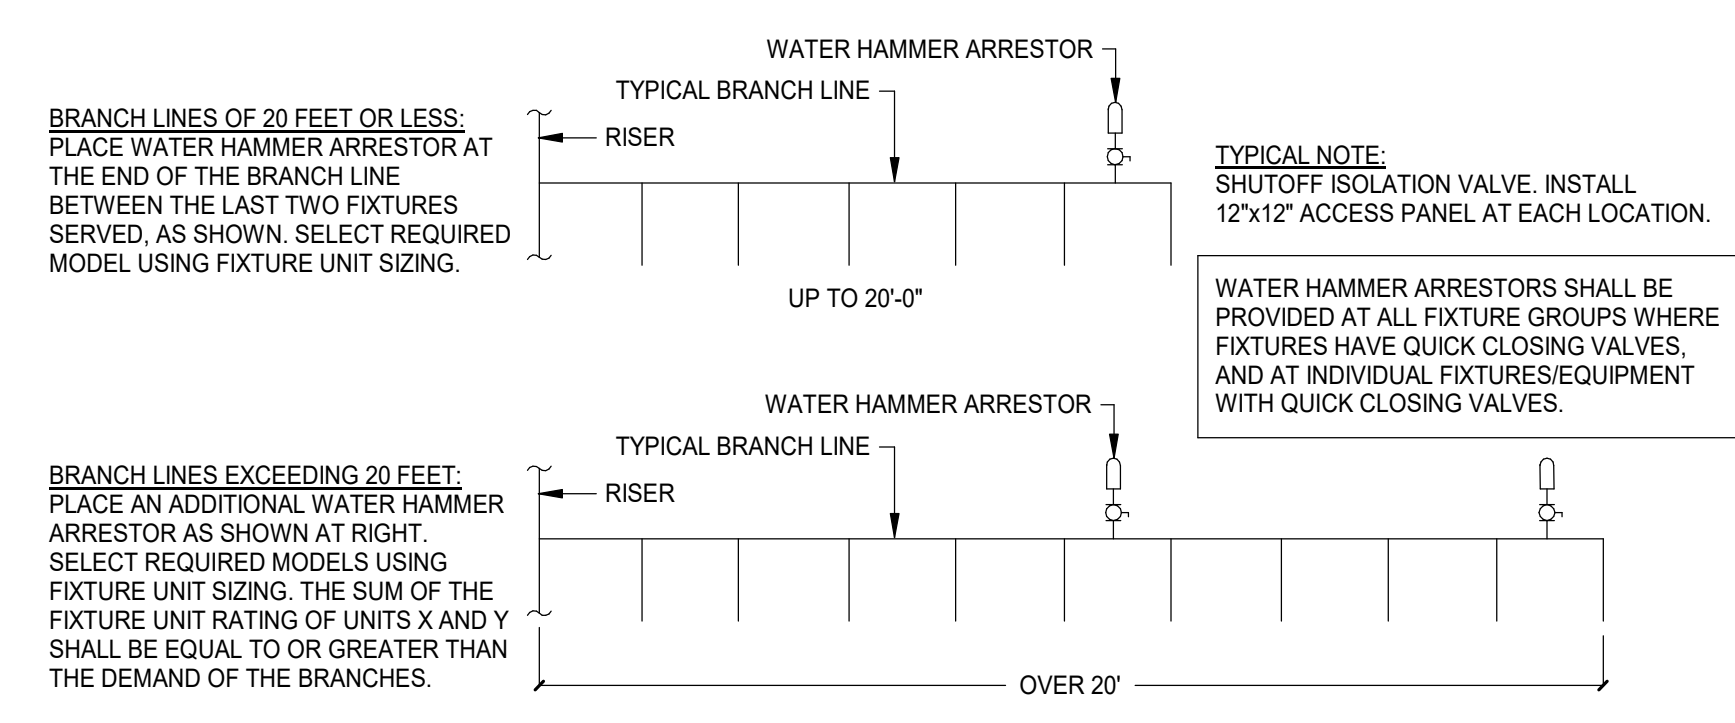 WATER HAMMER ARRESTOR
TYPICAL BRANCH LINE
RISER
BRANCH LINES OF 20 FEET OR LESS:
PLACE WATER HAMMER ARRESTOR AT
THE END OF THE BRANCH LINE
BETWEEN THE LAST TWO FIXTURES
SERVED, AS SHOWN. SELECT REQUIRED
MODEL USING FIXTURE UNIT SIZING.
UP TO 20'-0"
TYPICAL NOTE:
SHUTOFF ISOLATION VALVE. INSTALL
12"x12" ACCESS PANEL AT EACH LOCATION.
WATER HAMMER ARRESTORS SHALL BE
PROVIDED AT ALL FIXTURE GROUPS WHERE
FIXTURES HAVE QUICK CLOSING VALVES,
AND AT INDIVIDUAL FIXTURES/EQUIPMENT
WITH QUICK CLOSING VALVES.
WATER HAMMER ARRESTOR
TYPICAL BRANCH LINE
RISER
BRANCH LINES EXCEEDING 20 FEET:
PLACE AN ADDITIONAL WATER HAMMER
ARRESTOR AS SHOWN AT RIGHT.
SELECT REQUIRED MODELS USING
FIXTURE UNIT SIZING. THE SUM OF THE
FIXTURE UNIT RATING OF UNITS X AND Y
SHALL BE EQUAL TO OR GREATER THAN
THE DEMAND OF THE BRANCHES.
OVER 20'